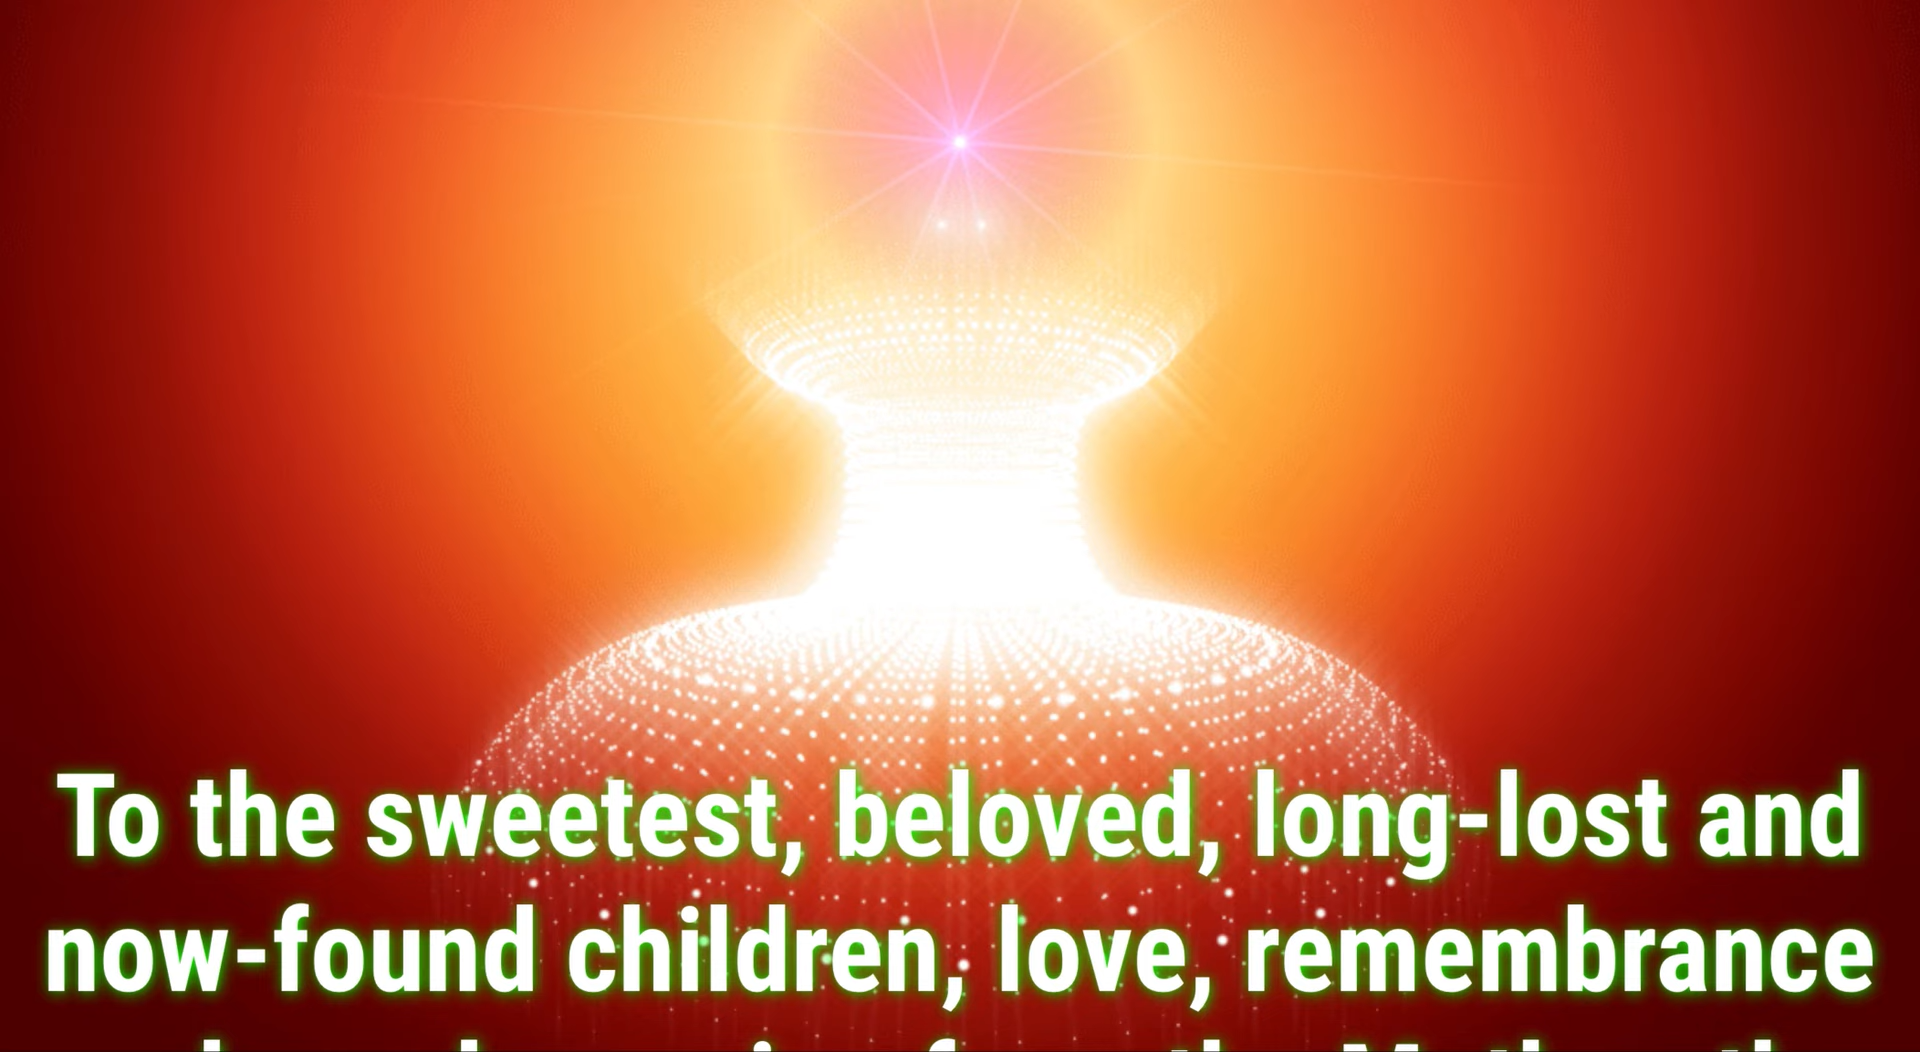 To the sweetest, beloved, long-lost and
now-found children, love, remembrance